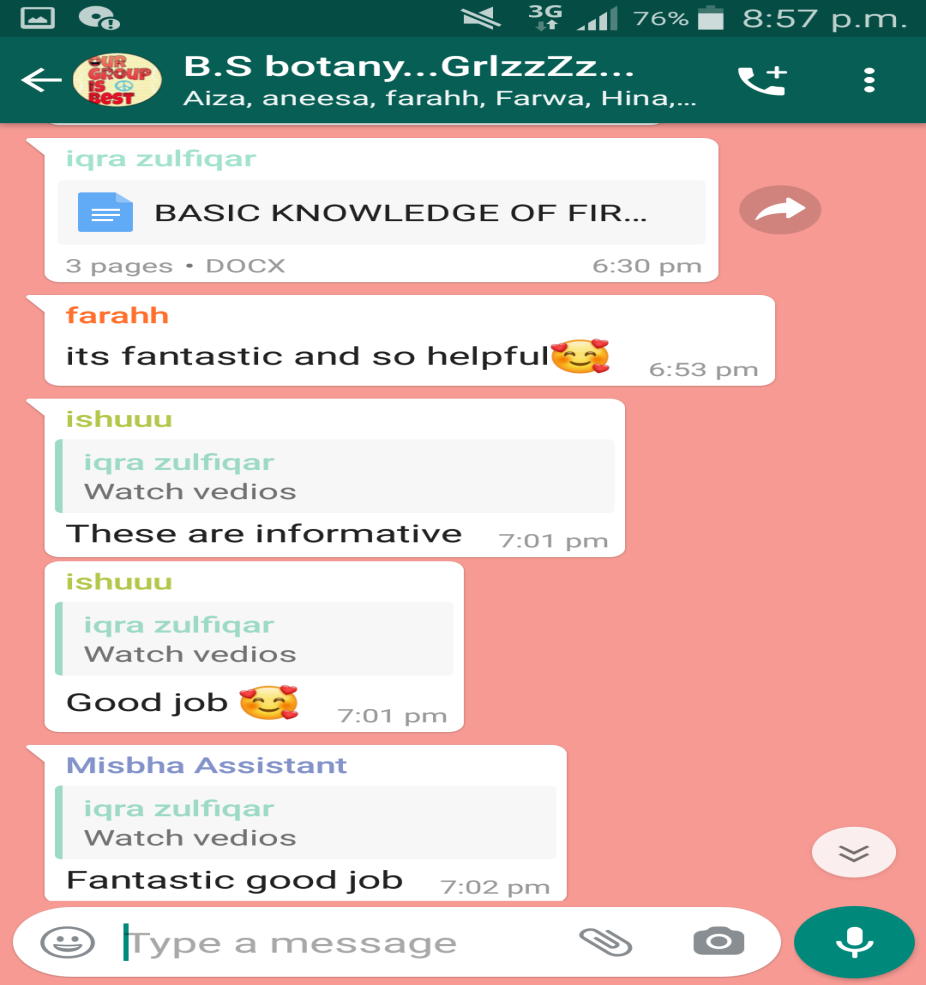 3G
76%
8:57 p.m.
OUR
GROUP
IS
BEST
B.S botany...GrlzzZz...
Aiza, aneesa, farahh, Farwa, Hina,...
iqra zulfiqar
BASIC KNOWLEDGE OF FIR...
3 pages • DOCX
6:30 pm
farahh
its fantastic and so helpful🥰
6:53 pm
ishuuu
iqra zulfiqar
Watch vedios
These are informative
7:01 pm
ishuuu
iqra zulfiqar
Watch vedios
Good job 🥰
7:01 pm
Misbha Assistant
iqra zulfiqar
Watch vedios
Fantastic good job
7:02 pm
Type a message